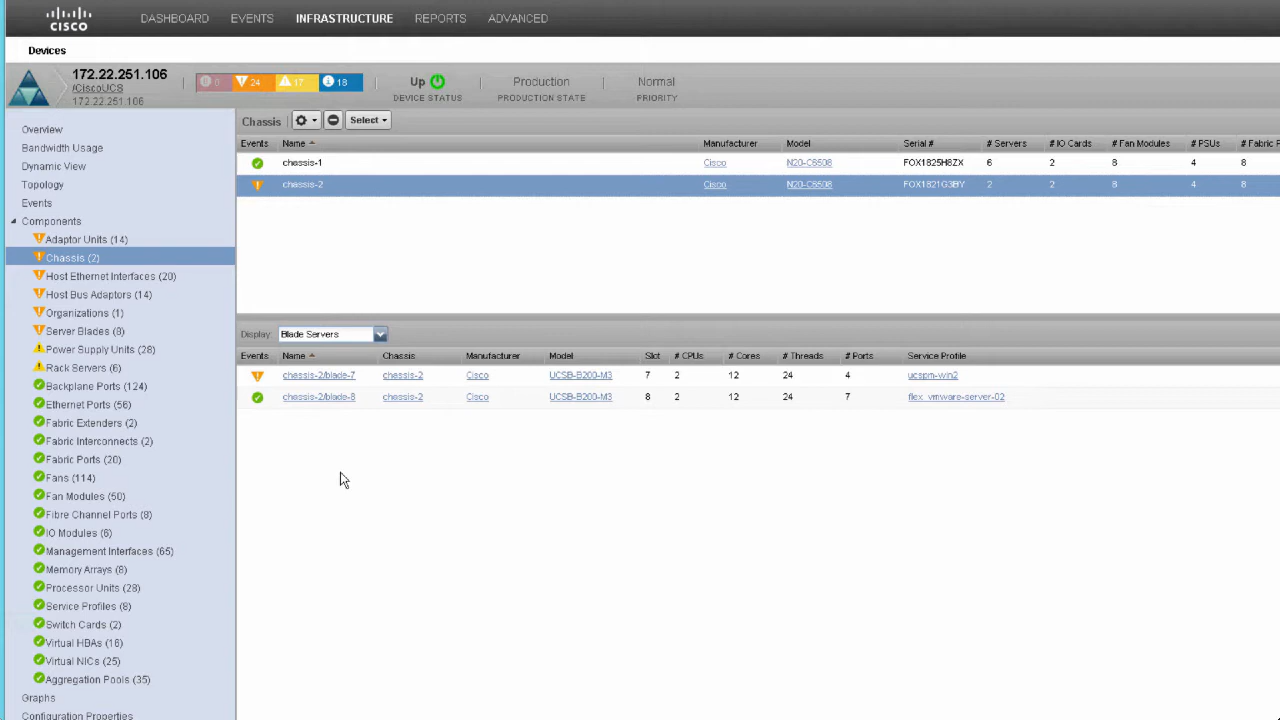 CISCO
DASHBOARD EVENTS INFRASTRUCTURE REPORTS ADVANCED
Devices
172.22.251.106
/CiscoUCS
172.22.251.106
0 24 17 18
Up
DEVICE STATUS
Production
PRODUCTION STATE
Normal
PRIORITY
Overview
Bandwidth Usage
Dynamic View
Topology
Events
Components
Adaptor Units (14)
Chassis (2)
Host Ethernet Interfaces (20)
Host Bus Adaptors (14)
Organizations (1)
Server Blades (8)
Power Supply Units (28)
Rack Servers (6)
Backplane Ports (124)
Ethernet Ports (56)
Fabric Extenders (2)
Fabric Interconnects (2)
Fabric Ports (20)
Fans (114)
Fan Modules (50)
Fibre Channel Ports (8)
IO Modules (6)
Management Interfaces (65)
Memory Arrays (8)
Processor Units (28)
Service Profiles (8)
Switch Cards (2)
Virtual HBAs (16)
Virtual NICs (25)
Aggregation Pools (35)
Graphs
Configuration Properties
Chassis Select
Events Name Manufacturer Model Serial # # Servers # IO Cards # Fan Modules # PSUs # Fabric P
chassis-1 Cisco N20-C6508 FOX1825H8ZX 6 2 8 4 8
chassis-2 Cisco N20-C6508 2 2 8 4 8
Display: Blade Servers
Events Name Chassis Manufacturer Model Slot # CPUs # Cores # Threads # Ports Service Profile
chassis-2/blade-7 chassis-2 Cisco UCSB-B200-M3 7 2 12 24 4 ucspm-win2
chassis-2/blade-8 chassis-2 Cisco UCSB-B200-M3 8 2 12 24 7 flex_vmware-server-02